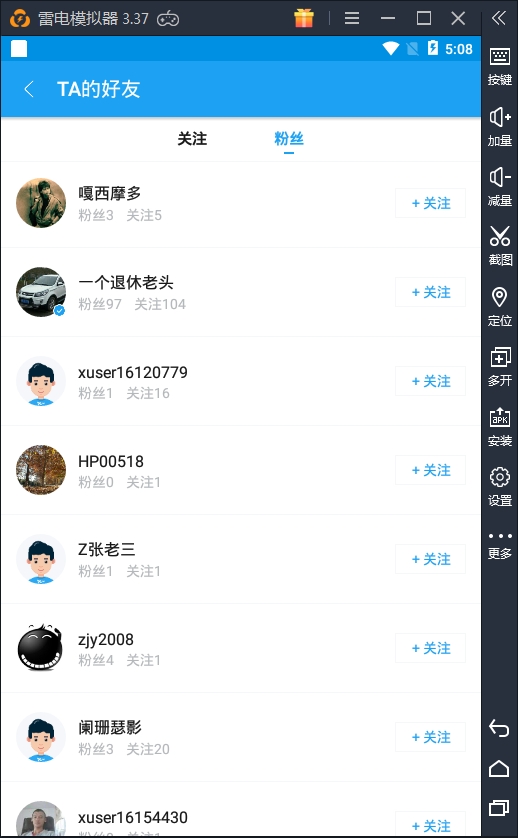 雷电模拟器 3.37
5:08
TA的好友
关注 粉丝
嘎西摩多
粉丝3 关注5
+ 关注
一个退休老头
粉丝97 关注104
+ 关注
xuser16120779
粉丝1 关注16
+ 关注
HP00518
粉丝0 关注1
+ 关注
Z张老三
粉丝1 关注1
+ 关注
zjy2008
粉丝4 关注1
+ 关注
阑珊瑟影
粉丝3 关注20
+ 关注
xuser16154430
+ 关注
按键
加量
减量
截图
定位
多开
APK
安装
设置
更多